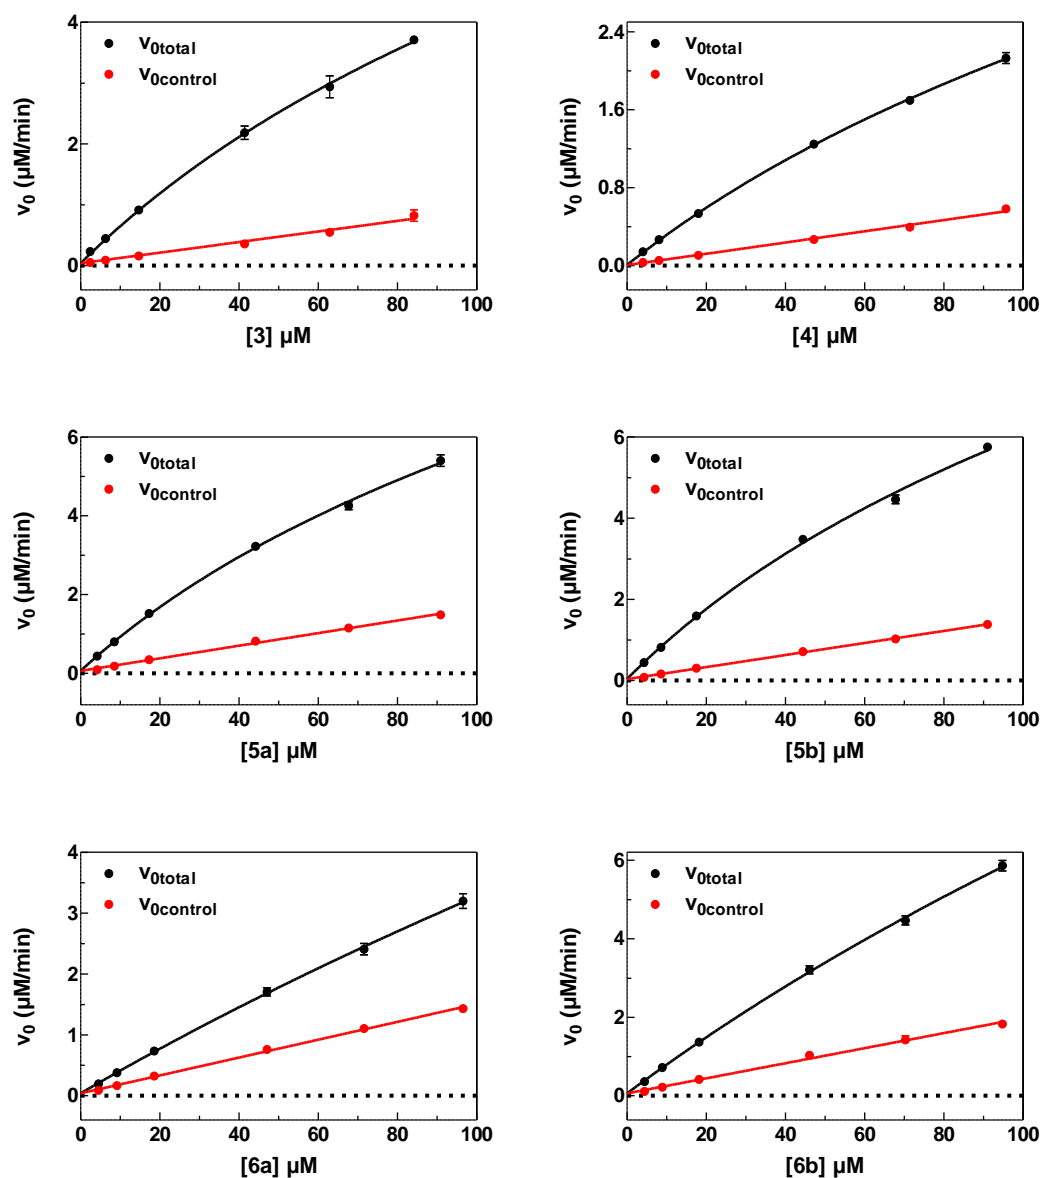 4
2
0
v0total
v0control
v0 (µM/min)
0 20 40 60 80 100
[3] µM
2.4
1.6
0.8
0.0
v0total
v0control
v0 (µM/min)
0 20 40 60 80 100
[4] µM
6
4
2
0
v0total
v0control
v0 (µM/min)
0 20 40 60 80 100
[5a] µM
6
4
2
0
v0total
v0control
v0 (µM/min)
0 20 40 60 80 100
[5b] µM
4
3
2
1
0
v0total
v0control
v0 (µM/min)
0 20 40 60 80 100
[6a] µM
6
4
2
0
v0total
v0control
v0 (µM/min)
0 20 40 60 80 100
[6b] µM